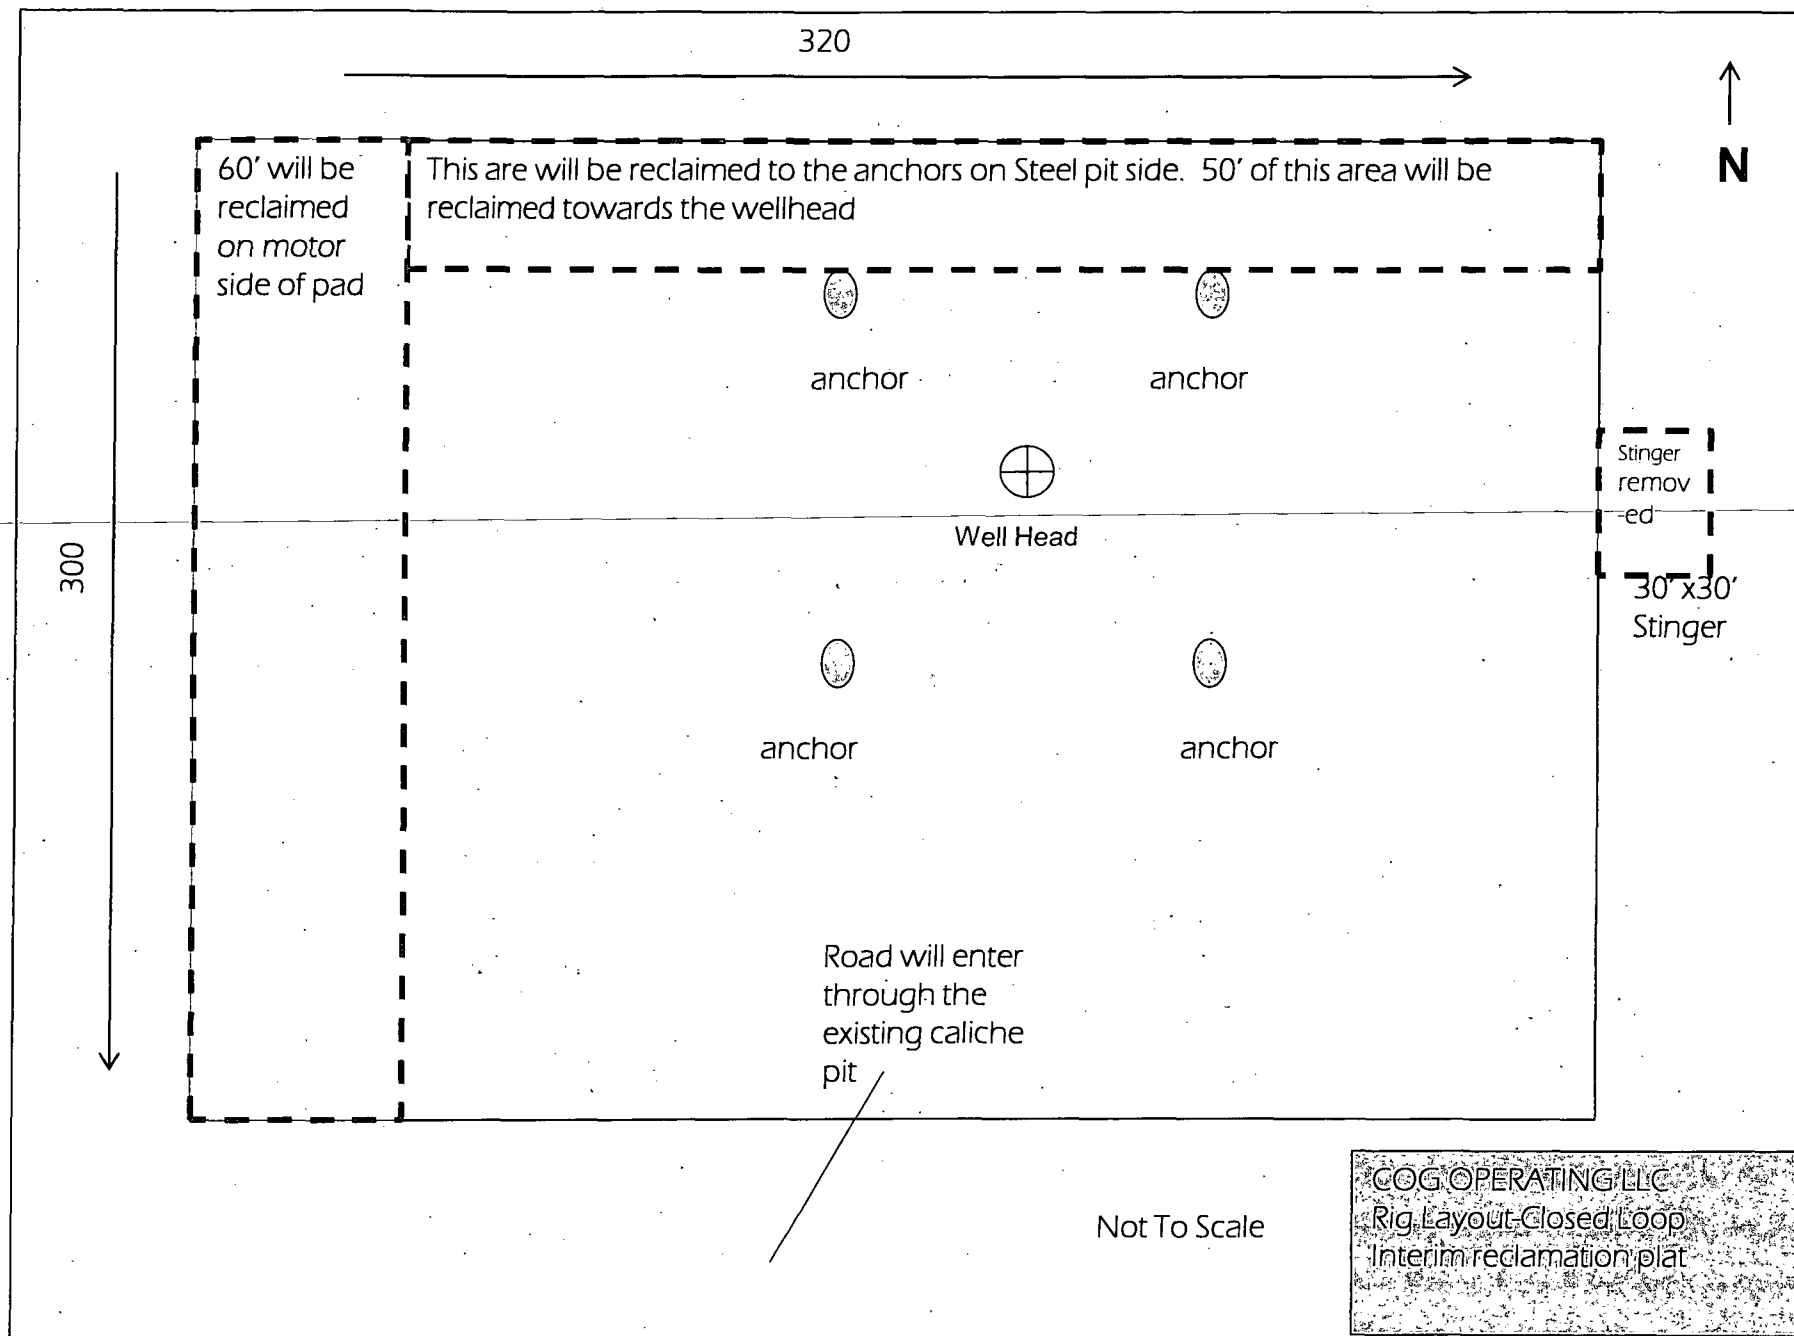 320
N
60' will be
reclaimed
on motor
side of pad
This are will be reclaimed to the anchors on Steel pit side. 50' of this area will be
reclaimed towards the wellhead
anchor
anchor
Stinger
remov
-ed
Well Head
300
30' x30'
Stinger
anchor
anchor
Road will enter
through the
existing caliche
pit
Not To Scale
COG OPERATING LLC
Rig Layout-Closed Loop
Interim reclamation plat